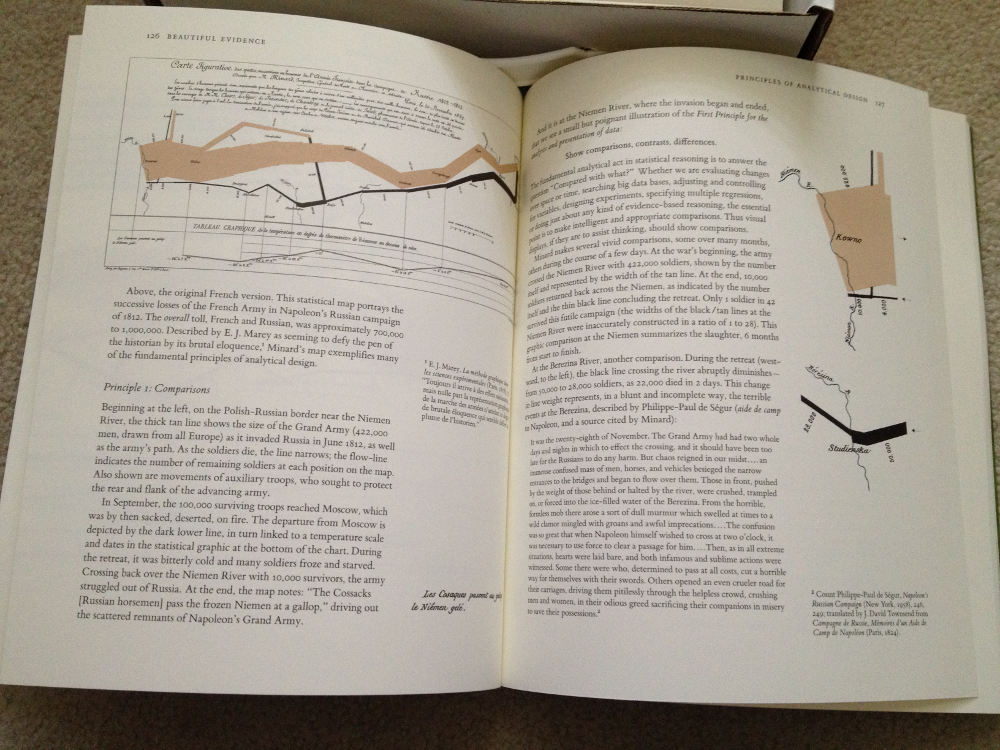 126 BEAUTIFUL EVIDENCE
Carte Figurative
TABLEAU GRAPHIQUE de la température en degrés du thermomètre de Réaumur au dessous de zéro
Above, the original French version. This statistical map portrays the
successive losses of the French Army in Napoleon's Russian campaign
of 1812. The overall toll, French and Russian, was approximately 700,000
to 1,000,000. Described by E. J. Marey as seeming to defy the pen of
the historian by its brutal eloquence,¹ Minard's map exemplifies many
of the fundamental principles of analytical design.
Principle 1: Comparisons
Beginning at the left, on the Polish-Russian border near the Niemen
River, the thick tan line shows the size of the Grand Army (422,000
men, drawn from all Europe) as it invaded Russia in June 1812, as well
as the army's path. As the soldiers die, the line narrows; the flow-line
indicates the number of remaining soldiers at each position on the map.
Also shown are movements of auxiliary troops, who sought to protect
the rear and flank of the advancing army.
In September, the 100,000 surviving troops reached Moscow, which
was by then sacked, deserted, on fire. The departure from Moscow is
depicted by the dark lower line, in turn linked to a temperature scale
and dates in the statistical graphic at the bottom of the chart. During
the retreat, it was bitterly cold and many soldiers froze and starved.
Crossing back over the Niemen River with 10,000 survivors, the army
struggled out of Russia. At the end, the map notes: "The Cossacks
[Russian horsemen] pass the frozen Niemen at a gallop," driving out
the scattered remnants of Napoleon's Grand Army.
¹ E. J. Marey, La méthode graphique
les sciences expérimentales (Paris,
"Toujours il arrive à des effets
mais nulle part la représentation
de la marche des armées n'atteint
de brutale éloquence qui semble
plume de l'historien."
Les Cosaques passent au
le Niémen gelé.
PRINCIPLES OF ANALYTICAL DESIGN 127
And it is at the Niemen River, where the invasion began and ended,
that we see a small but poignant illustration of the First Principle for the
analysis and presentation of data:
Show comparisons, contrasts, differences.
The fundamental analytical act in statistical reasoning is to answer the
question "Compared with what?" Whether we are evaluating changes
over space or time, searching big data bases, adjusting and controlling
for variables, designing experiments, specifying multiple regressions,
or doing just about any kind of evidence-based reasoning, the essential
point is to make intelligent and appropriate comparisons. Thus visual
displays, if they are to assist thinking, should show comparisons.
Minard makes several vivid comparisons, some over many months,
others during the course of a few days. At the war's beginning, the army
crossed the Niemen River with 422,000 soldiers, shown by the number
itself and represented by the width of the tan line. At the end, 10,000
soldiers returned back across the Niemen, as indicated by the number
itself and the thin black line concluding the retreat. Only 1 soldier in 42
survived this futile campaign (the widths of the black/tan lines at the
Niemen River were inaccurately constructed in a ratio of 1 to 28). This
graphic comparison at the Niemen summarizes the slaughter, 6 months
from start to finish.
At the Berezina River, another comparison. During the retreat (west-
ward, to the left), the black line crossing the river abruptly diminishes—
from 50,000 to 28,000 soldiers, as 22,000 died in 2 days. This change
in line weight represents, in a blunt and incomplete way, the terrible
events at the Berezina, described by Philippe-Paul de Ségur (aide de camp
to Napoleon, and a source cited by Minard):
It was the twenty-eighth of November. The Grand Army had had two whole
days and nights in which to effect the crossing, and it should have been too
late for the Russians to do any harm. But chaos reigned in our midst....an
immense confused mass of men, horses, and vehicles besieged the narrow
entrances to the bridges and began to flow over them. Those in front, pushed
by the weight of those behind or halted by the river, were crushed, trampled
on, or forced into the ice-filled water of the Berezina. From the horrible,
formless mob there arose a sort of dull murmur which swelled at times to a
wild clamor mingled with groans and awful imprecations....The confusion
was so great that when Napoleon himself wished to cross at two o'clock, it
was necessary to use force to clear a passage for him....Then, as in all extreme
situations, hearts were laid bare, and both infamous and sublime actions were
witnessed. Some there were who, determined to pass at all costs, cut a horrible
way for themselves with their swords. Others opened an even crueler road for
their carriages, driving them pitilessly through the helpless crowd, crushing
men and women, in their odious greed sacrificing their companions in misery
to save their possessions.²
Niemen R.
422,000
Kowno
10,000
4,000
Niémen
Bérézina
28,000
Studienska
50,000
² Count Philippe-Paul de Ségur, Napoleon's
Russian Campaign (New York, 1958), 246,
249; translated by J. David Townsend from
Campagne de Russie, Mémoires d'un Aide de
Camp de Napoléon (Paris, 1824).